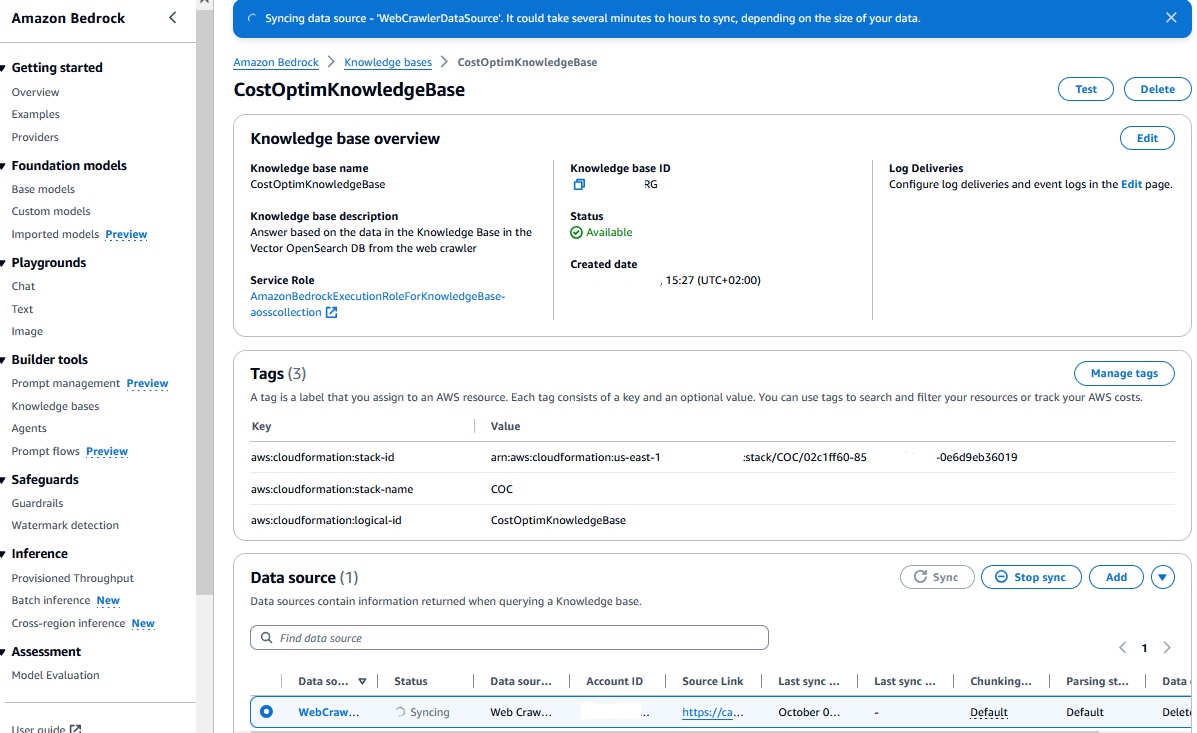 Amazon Bedrock
Getting started
Overview
Examples
Providers
Foundation models
Base models
Custom models
Imported models Preview
Playgrounds
Chat
Text
Image
Builder tools
Prompt management Preview
Knowledge bases
Agents
Prompt flows Preview
Safeguards
Guardrails
Watermark detection
Inference
Provisioned Throughput
Batch inference New
Cross-region inference New
Assessment
Model Evaluation
User guide
Syncing data source - 'WebCrawlerDataSource'. It could take several minutes to hours to sync, depending on the size of your data.
Amazon Bedrock > Knowledge bases > CostOptimKnowledgeBase
CostOptimKnowledgeBase
Test Delete
Knowledge base overview
Edit
Knowledge base name
CostOptimKnowledgeBase
Knowledge base description
Answer based on the data in the Knowledge Base in the
Vector OpenSearch DB from the web crawler
Service Role
AmazonBedrockExecutionRoleForKnowledgeBase-
aosscollection
Knowledge base ID
RG
Status
Available
Created date
, 15:27 (UTC+02:00)
Log Deliveries
Configure log deliveries and event logs in the Edit page.
Tags (3)
Manage tags
A tag is a label that you assign to an AWS resource. Each tag consists of a key and an optional value. You can use tags to search and filter your resources or track your AWS costs.
Key Value
aws:cloudformation:stack-id arn:aws:cloudformation:us-east-1 :stack/COC/02c1ff60-85 -0e6d9eb36019
aws:cloudformation:stack-name COC
aws:cloudformation:logical-id CostOptimKnowledgeBase
Data source (1)
Sync Stop sync Add
Data sources contain information returned when querying a Knowledge base.
Find data source
1
Data so... Status Data sour... Account ID Source Link Last sync ... Last sync ... Chunking... Parsing st... Data
WebCraw... Syncing Web Craw... ... https://ca... October 0... - Default Default Delet